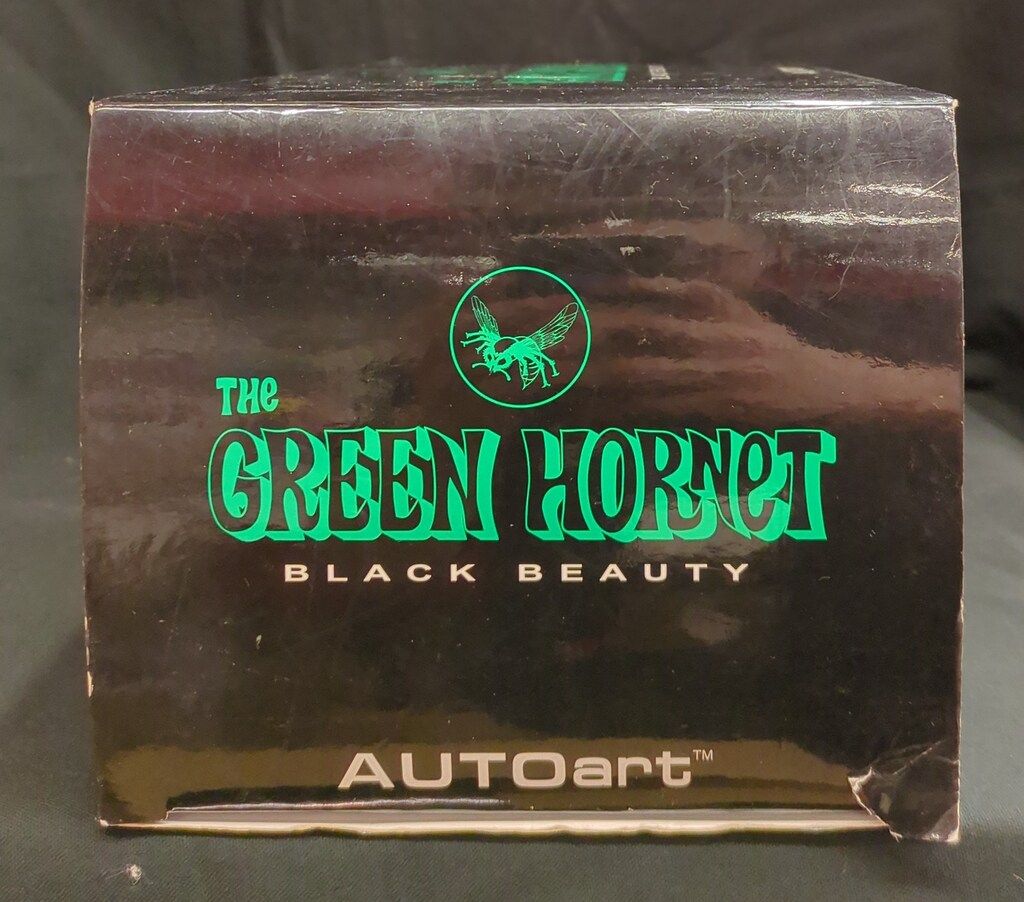 THE
GREEN HORNET
BLACK BEAUTY
AUTOart™